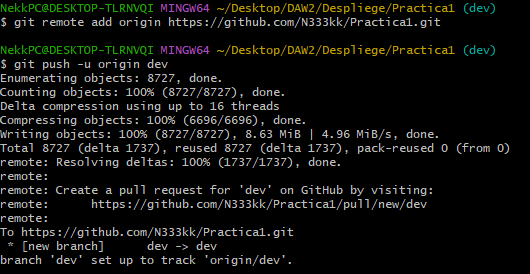 NekkPC@DESKTOP-TLRNVQI MINGW64 ~/Desktop/DAW2/Despliege/Practica1 (dev)
$ git remote add origin https://github.com/N333kk/Practica1.git
NekkPC@DESKTOP-TLRNVQI MINGW64 ~/Desktop/DAW2/Despliege/Practica1 (dev)
$ git push -u origin dev
Enumerating objects: 8727, done.
Counting objects: 100% (8727/8727), done.
Delta compression using up to 16 threads
Compressing objects: 100% (6696/6696), done.
Writing objects: 100% (8727/8727), 8.63 MiB | 4.96 MiB/s, done.
Total 8727 (delta 1737), reused 8727 (delta 1737), pack-reused 0 (from 0)
remote: Resolving deltas: 100% (1737/1737), done.
remote:
remote: Create a pull request for 'dev' on GitHub by visiting:
remote:      https://github.com/N333kk/Practica1/pull/new/dev
remote:
To https://github.com/N333kk/Practica1.git
 * [new branch]      dev -> dev
branch 'dev' set up to track 'origin/dev'.